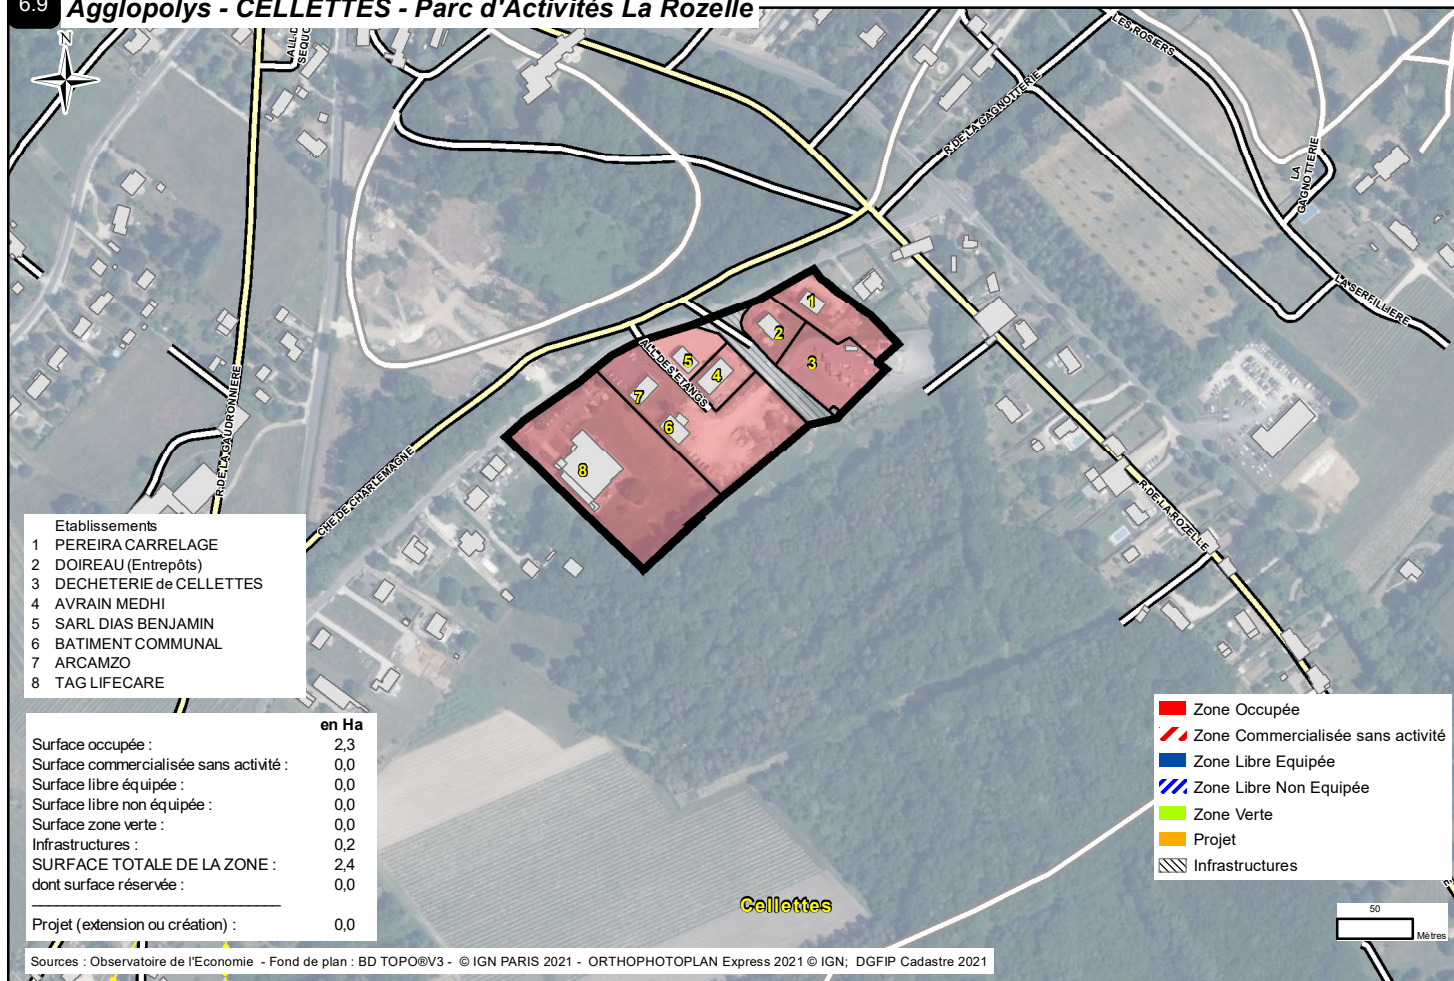 6.9 Agglopolys - CELLETTES - Parc d'Activités La Rozelle
N
ALL DES
SEQUO
LES ROSIERS
R DE LA GAGNOTTERIE
LA
GAGNOTTERIE
LA SERFILLIERE
R DE LA GAUDRONNIERE
CHE DE CHARLEMAGNE
ALL DES ETANGS
R DE LA ROZELLE
1
2
3
4
5
6
7
8
Etablissements
1 PEREIRA CARRELAGE
2 DOIREAU (Entrepôts)
3 DECHETERIE de CELLETTES
4 AVRAIN MEDHI
5 SARL DIAS BENJAMIN
6 BATIMENT COMMUNAL
7 ARCAMZO
8 TAG LIFECARE
en Ha
Surface occupée : 2,3
Surface commercialisée sans activité : 0,0
Surface libre équipée : 0,0
Surface libre non équipée : 0,0
Surface zone verte : 0,0
Infrastructures : 0,2
SURFACE TOTALE DE LA ZONE : 2,4
dont surface réservée : 0,0
Projet (extension ou création) : 0,0
Zone Occupée
Zone Commercialisée sans activité
Zone Libre Equipée
Zone Libre Non Equipée
Zone Verte
Projet
Infrastructures
Cellettes
50
Mètres
Sources : Observatoire de l'Economie - Fond de plan : BD TOPO®V3 - © IGN PARIS 2021 - ORTHOPHOTOPLAN Express 2021 © IGN; DGFIP Cadastre 2021